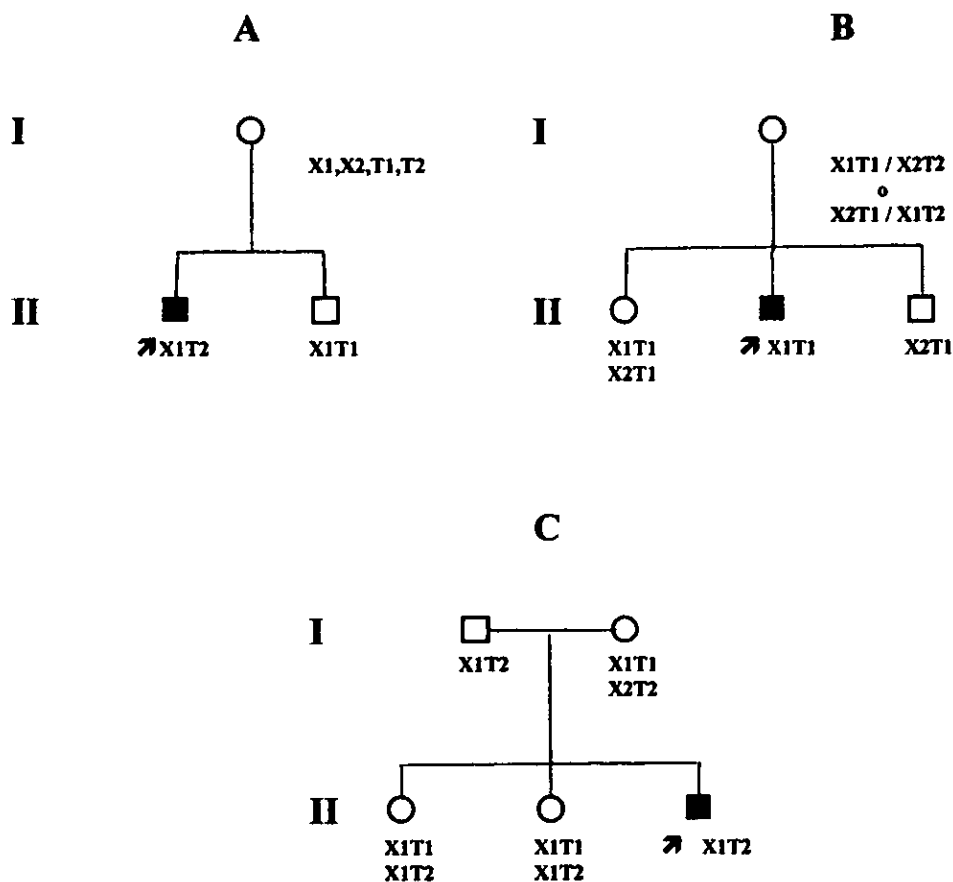 A
I
X1,X2,T1,T2
II
X1T2
X1T1
B
I
X1T1 / X2T2
o
X2T1 / X1T2
II
X1T1
X2T1
X1T1
X2T1
C
I
X1T2
X1T1
X2T2
II
X1T1
X1T2
X1T1
X1T2
X1T2